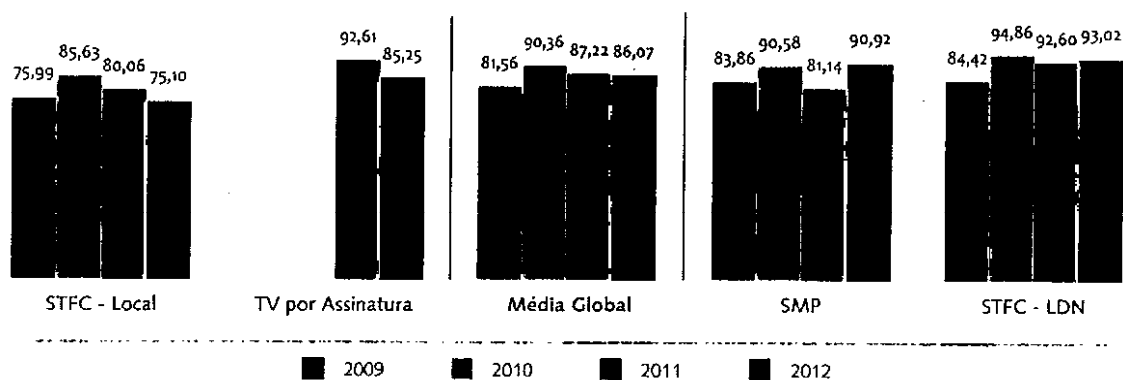 75,99 85,63 80,06 75,10
92,61 85,25
81,56 90,36 87,22 86,07
83,86 90,58 81,14 90,92
84,42 94,86 92,60 93,02
STFC - Local TV por Assinatura Média Global SMP STFC - LDN
2009 2010 2011 2012